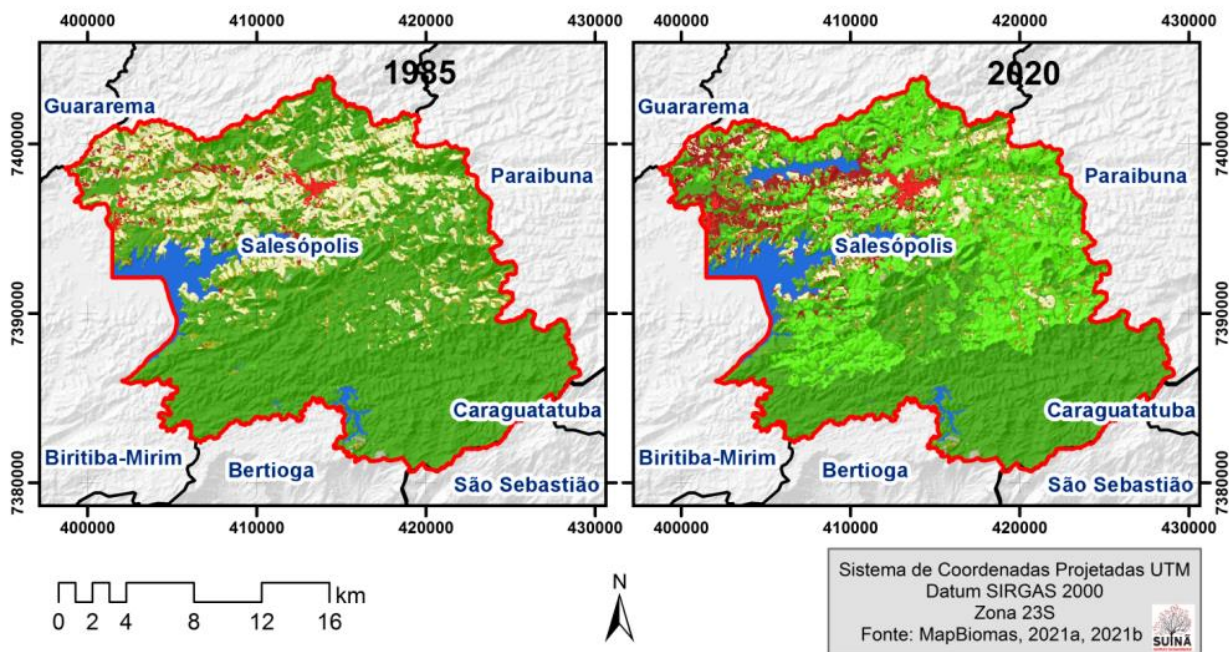 400000 410000 420000 430000
400000 410000 420000 430000
1985
2020
Guararema
Guararema
7400000
7400000
Paraibuna
Paraibuna
Salesópolis
Salesópolis
7390000
7390000
Caraguatatuba
Caraguatatuba
Biritiba-Mirim
Biritiba-Mirim
Bertioga
Bertioga
São Sebastião
São Sebastião
7380000
7380000
400000 410000 420000 430000
400000 410000 420000 430000
km
0 2 4 8 12 16
N
Sistema de Coordenadas Projetadas UTM
Datum SIRGAS 2000
Zona 23S
Fonte: MapBiomas, 2021a, 2021b
SUINÃ